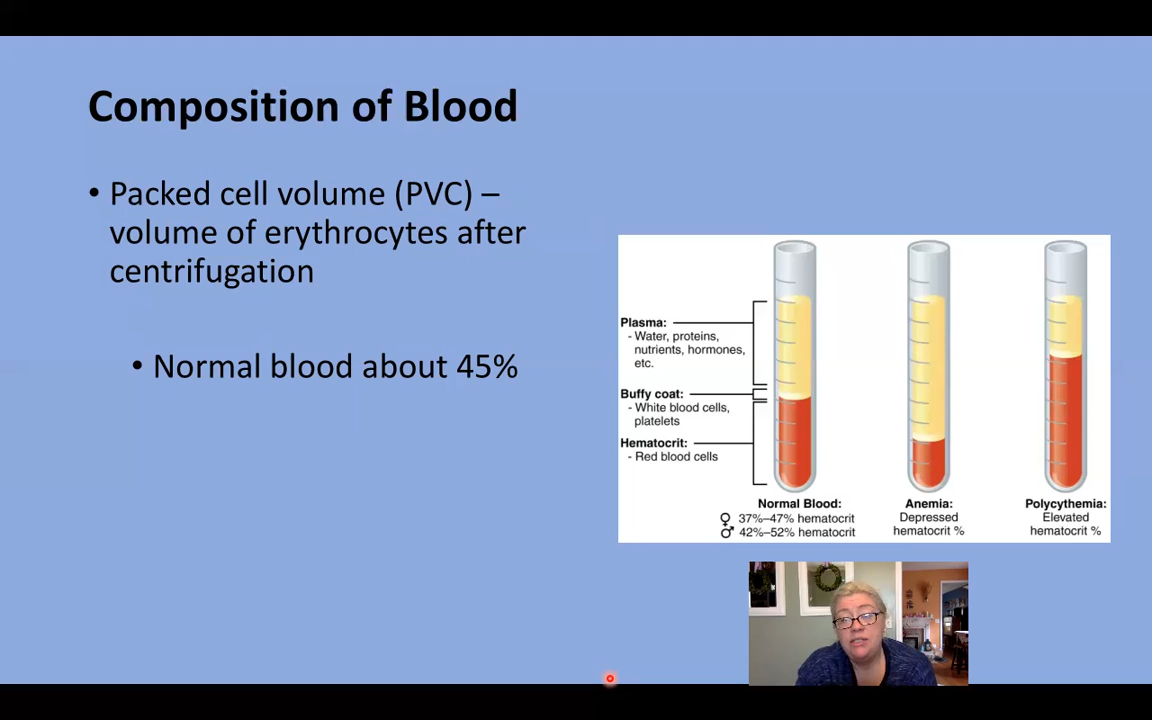 Composition of Blood
• Packed cell volume (PVC) –
volume of erythrocytes after
centrifugation
• Normal blood about 45%
Plasma:
- Water, proteins,
nutrients, hormones,
etc.
Buffy coat:
- White blood cells,
platelets
Hematocrit:
- Red blood cells
Normal Blood:
♀ 37%–47% hematocrit
♂ 42%–52% hematocrit
Anemia:
Depressed
hematocrit %
Polycythemia:
Elevated
hematocrit %